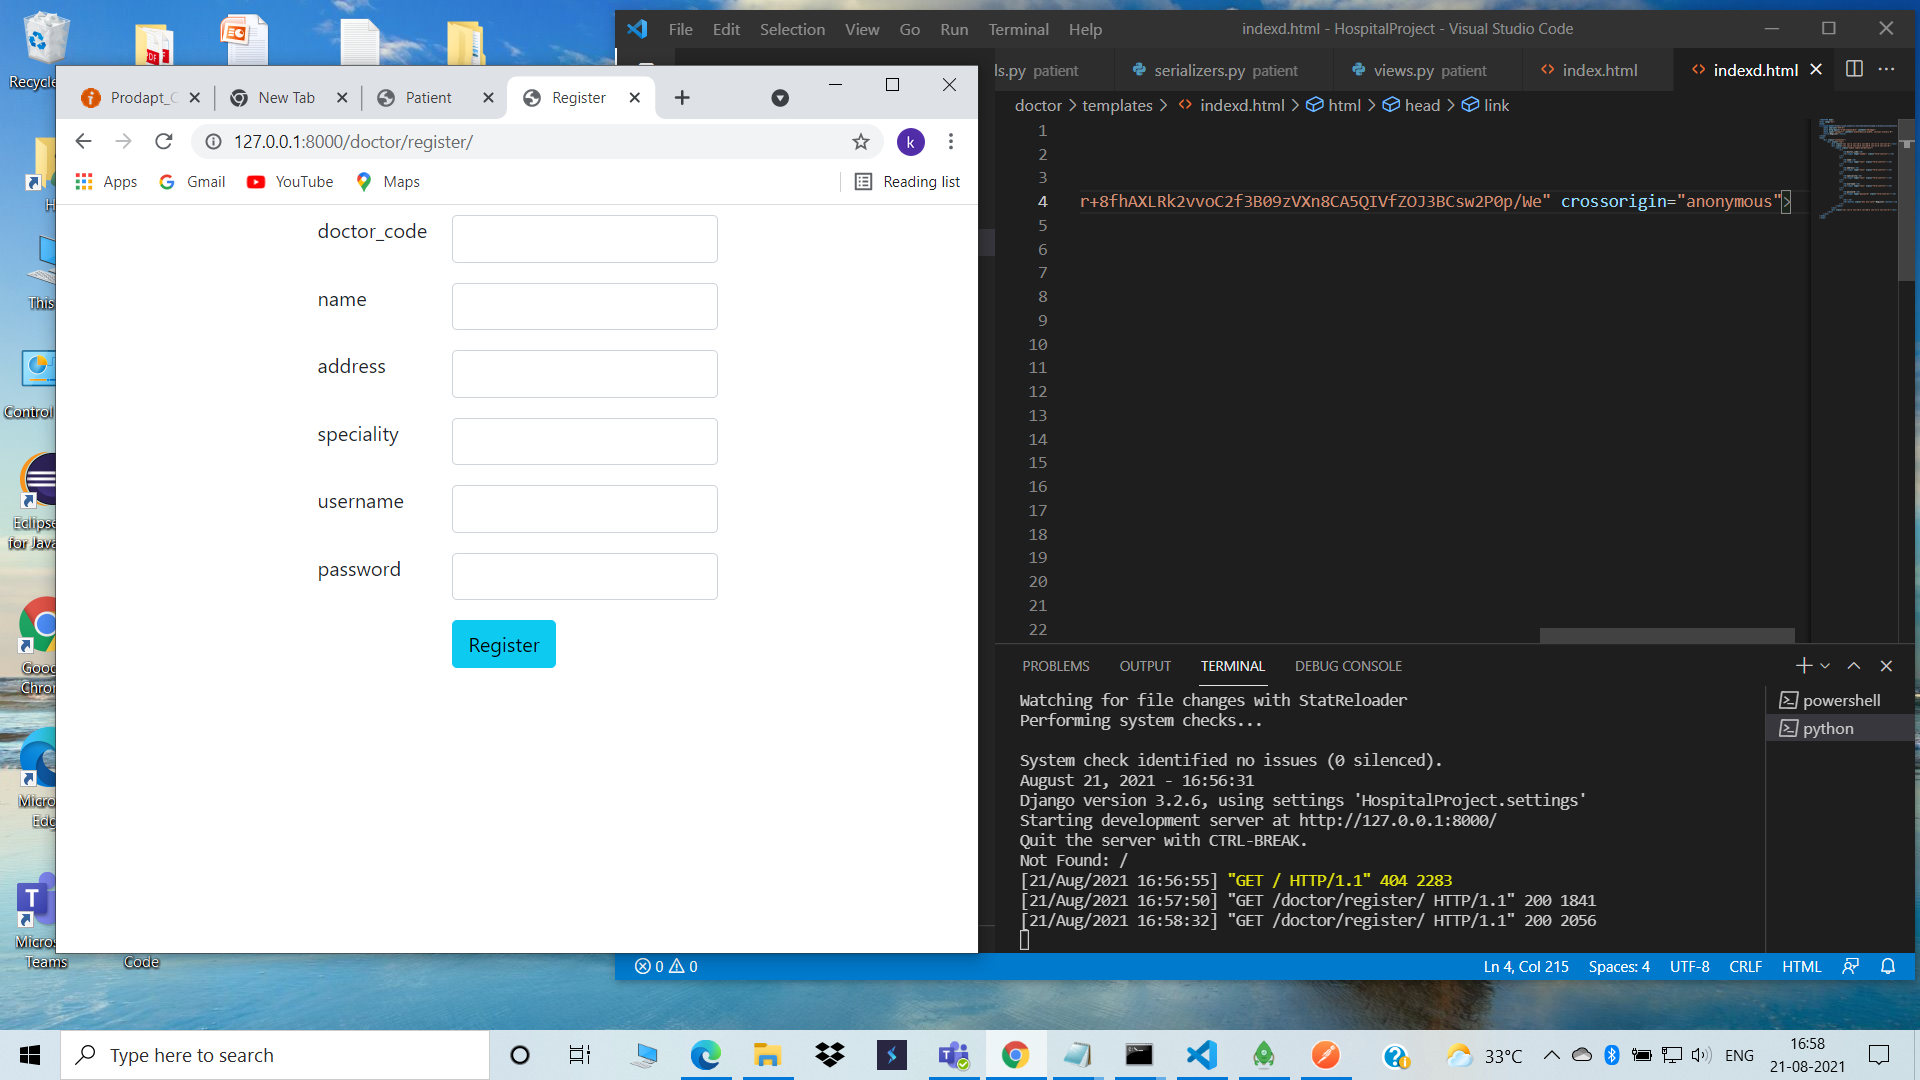 File Edit Selection View Go Run Terminal Help
indexd.html - HospitalProject - Visual Studio Code
Recycle
ls.py patient
serializers.py patient
views.py patient
index.html
indexd.html
doctor > templates > indexd.html > html > head > link
Prodapt_C
New Tab
Patient
Register
127.0.0.1:8000/doctor/register/
k
Apps
Gmail
YouTube
Maps
Reading list
doctor_code
name
address
speciality
username
password
Register
1
2
3
4 r+8fhAXLRk2vvoC2f3B09zVXn8CA5QIVfZOJ3BCsw2P0p/We" crossorigin="anonymous">
5
6
7
8
9
10
11
12
13
14
15
16
17
18
19
20
21
22
PROBLEMS OUTPUT TERMINAL DEBUG CONSOLE
powershell
python
Watching for file changes with StatReloader
Performing system checks...
System check identified no issues (0 silenced).
August 21, 2021 - 16:56:31
Django version 3.2.6, using settings 'HospitalProject.settings'
Starting development server at http://127.0.0.1:8000/
Quit the server with CTRL-BREAK.
Not Found: /
[21/Aug/2021 16:56:55] "GET / HTTP/1.1" 404 2283
[21/Aug/2021 16:57:50] "GET /doctor/register/ HTTP/1.1" 200 1841
[21/Aug/2021 16:58:32] "GET /doctor/register/ HTTP/1.1" 200 2056
0 0
Ln 4, Col 215 Spaces: 4 UTF-8 CRLF HTML
This
Control
Eclipse
for Java
Goo
Chro
Micro
Edg
Micros
Teams
Code
Type here to search
33°C
ENG
16:58
21-08-2021